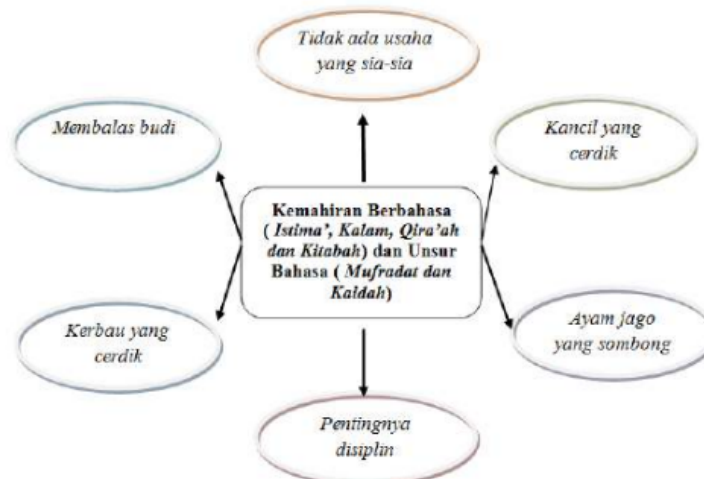 Tidak ada usaha
yang sia-sia
Membalas budi
Kancil yang
cerdik
Kemahiran Berbahasa
( Istima', Kalam, Qira'ah
dan Kitabah) dan Unsur
Bahasa ( Mufradat dan
Kaidah)
Kerbau yang
cerdik
Ayam jago
yang sombong
Pentingnya
disiplin